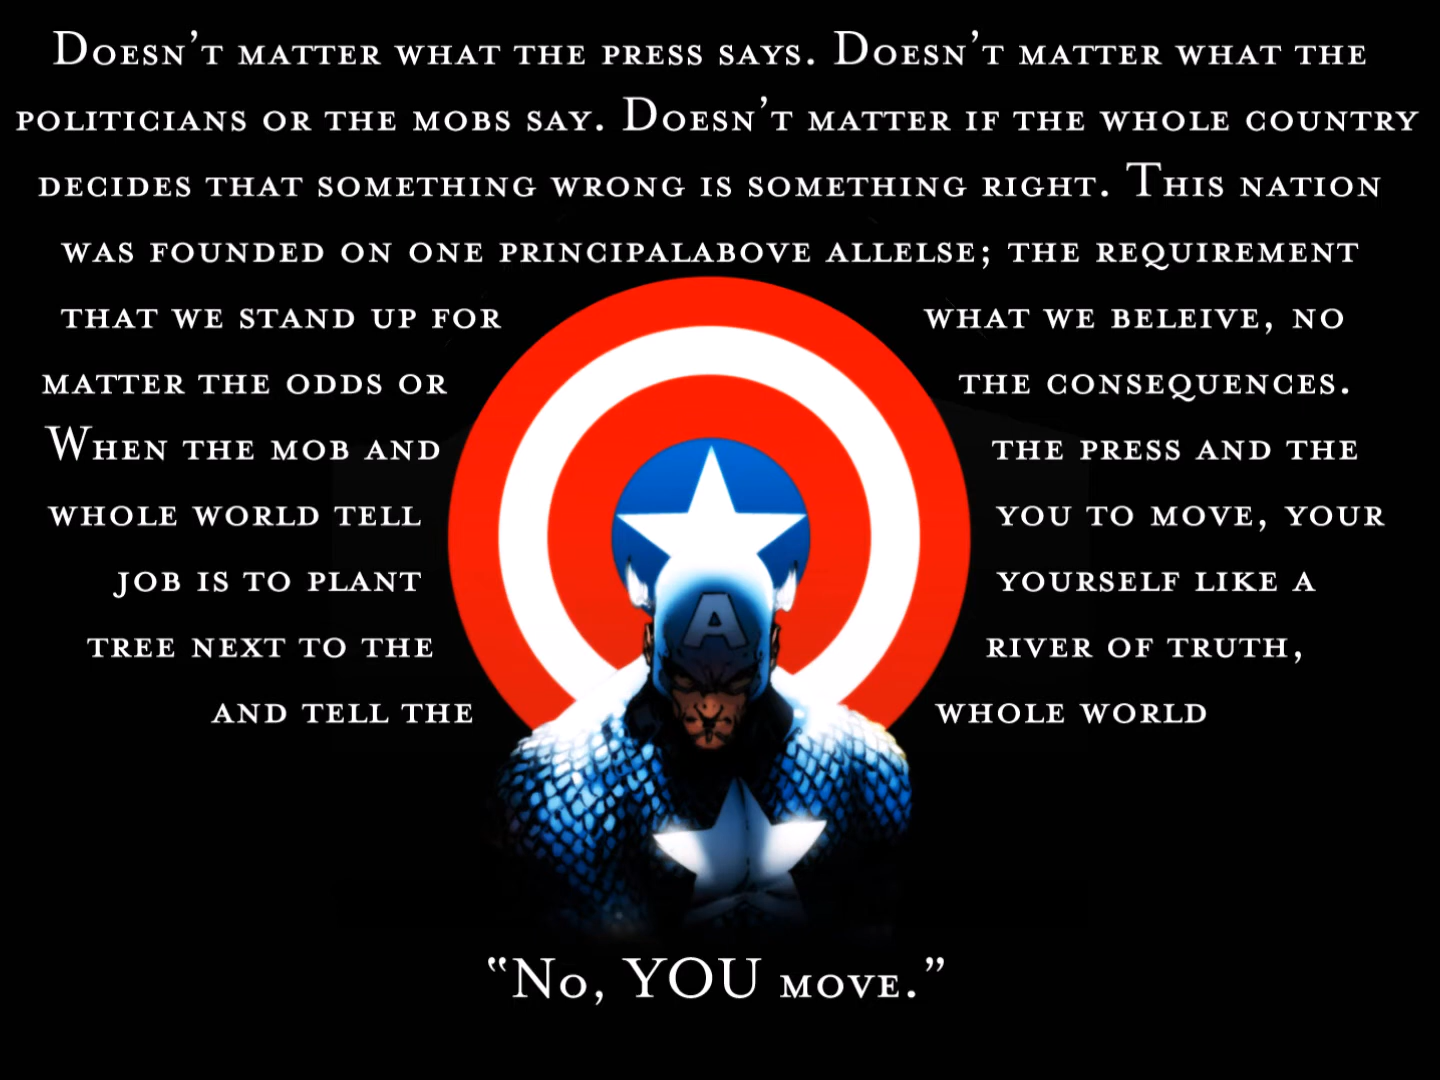 Doesn't matter what the press says. Doesn't matter what the
politicians or the mobs say. Doesn't matter if the whole country
decides that something wrong is something right. This nation
was founded on one principalabove allelse; the requirement
that we stand up for what we beleive, no
matter the odds or the consequences.
When the mob and the press and the
whole world tell you to move, your
job is to plant yourself like a
tree next to the river of truth,
and tell the whole world
A
"No, YOU move."